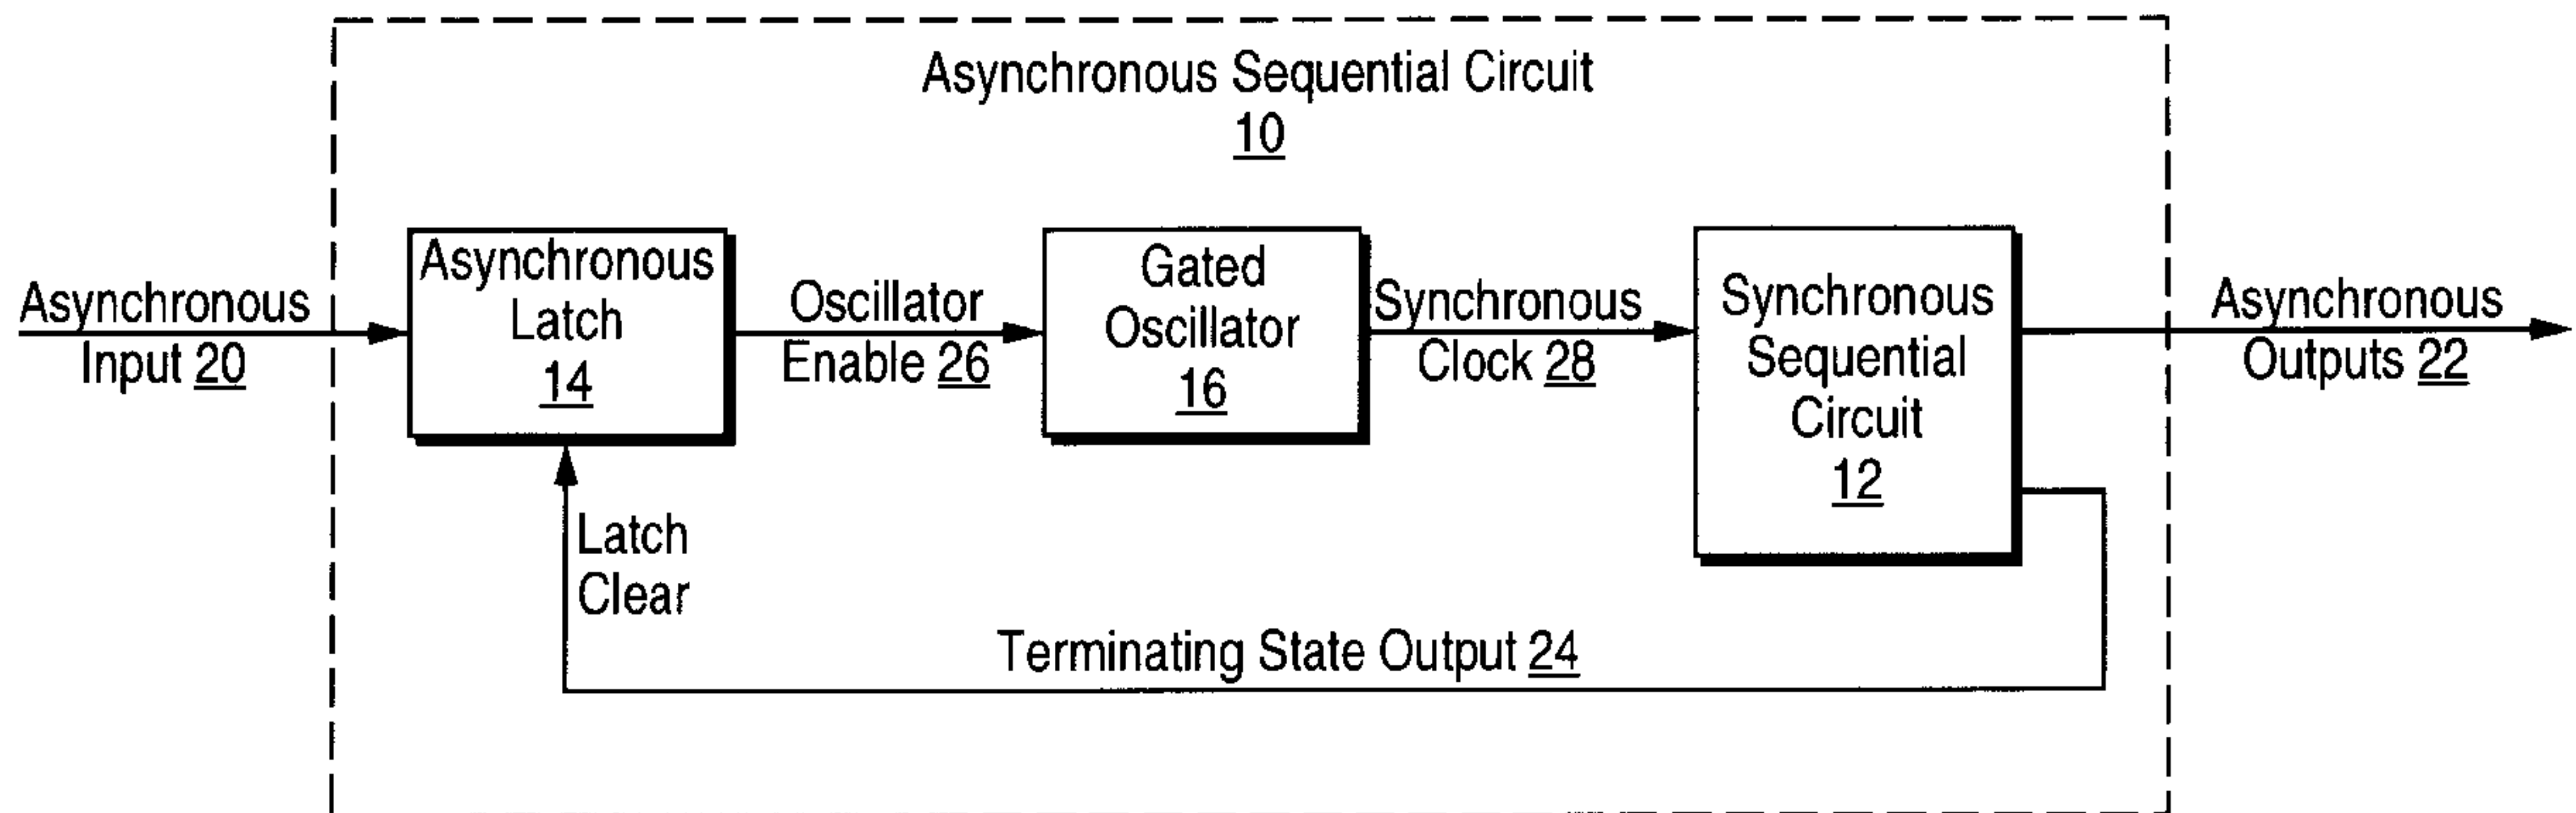 Asynchronous Sequential Circuit
10
Asynchronous
Input 20
Asynchronous
Latch
14
Oscillator
Enable 26
Gated
Oscillator
16
Synchronous
Clock 28
Synchronous
Sequential
Circuit
12
Asynchronous
Outputs 22
Latch
Clear
Terminating State Output 24